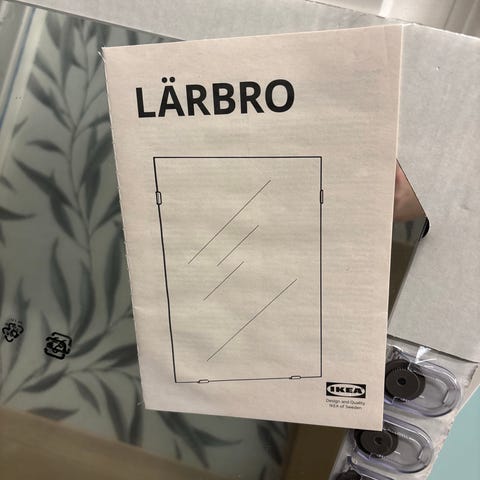 LÄRBRO
IKEA
Design and Quality
IKEA of Sweden